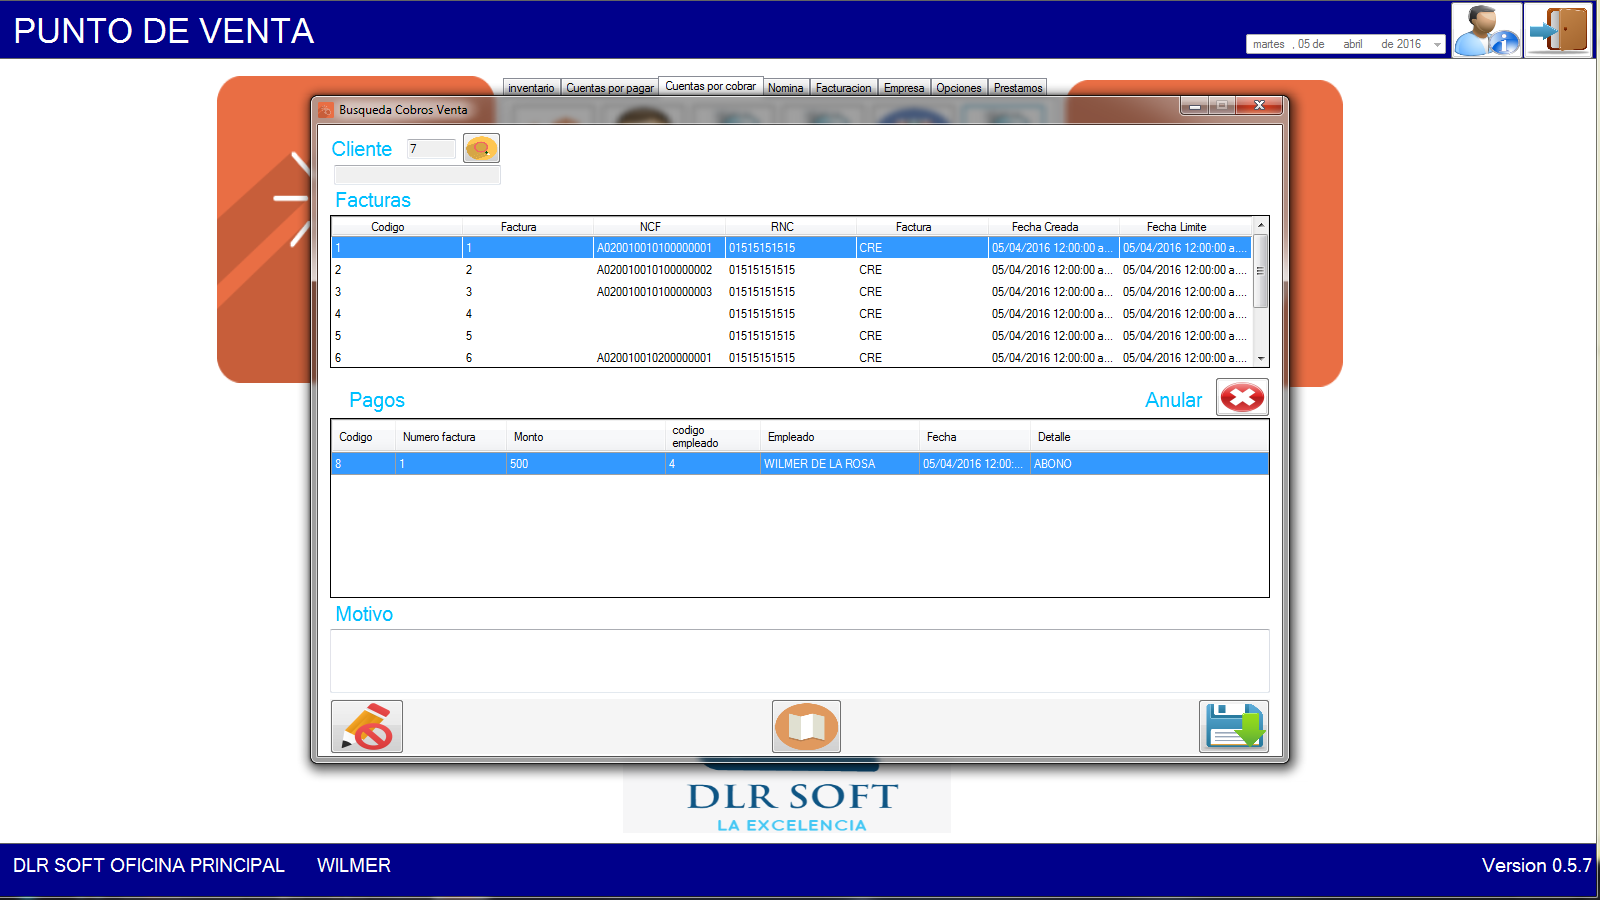 PUNTO DE VENTA
martes , 05 de abril de 2016
inventario Cuentas por pagar Cuentas por cobrar Nomina Facturacion Empresa Opciones Prestamos
Busqueda Cobros Venta
Cliente 7
Facturas
Codigo Factura NCF RNC Factura Fecha Creada Fecha Limite
1 1 A020010010100000001 01515151515 CRE 05/04/2016 12:00:00 a... 05/04/2016 12:00:00 a....
2 2 A020010010100000002 01515151515 CRE 05/04/2016 12:00:00 a... 05/04/2016 12:00:00 a....
3 3 A020010010100000003 01515151515 CRE 05/04/2016 12:00:00 a... 05/04/2016 12:00:00 a....
4 4 01515151515 CRE 05/04/2016 12:00:00 a... 05/04/2016 12:00:00 a....
5 5 01515151515 CRE 05/04/2016 12:00:00 a... 05/04/2016 12:00:00 a....
6 6 A020010010200000001 01515151515 CRE 05/04/2016 12:00:00 a... 05/04/2016 12:00:00 a....
Pagos Anular
Codigo Numero factura Monto codigo empleado Empleado Fecha Detalle
8 1 500 4 WILMER DE LA ROSA 05/04/2016 12:00:... ABONO
Motivo
DLR SOFT
LA EXCELENCIA
DLR SOFT OFICINA PRINCIPAL WILMER Version 0.5.7